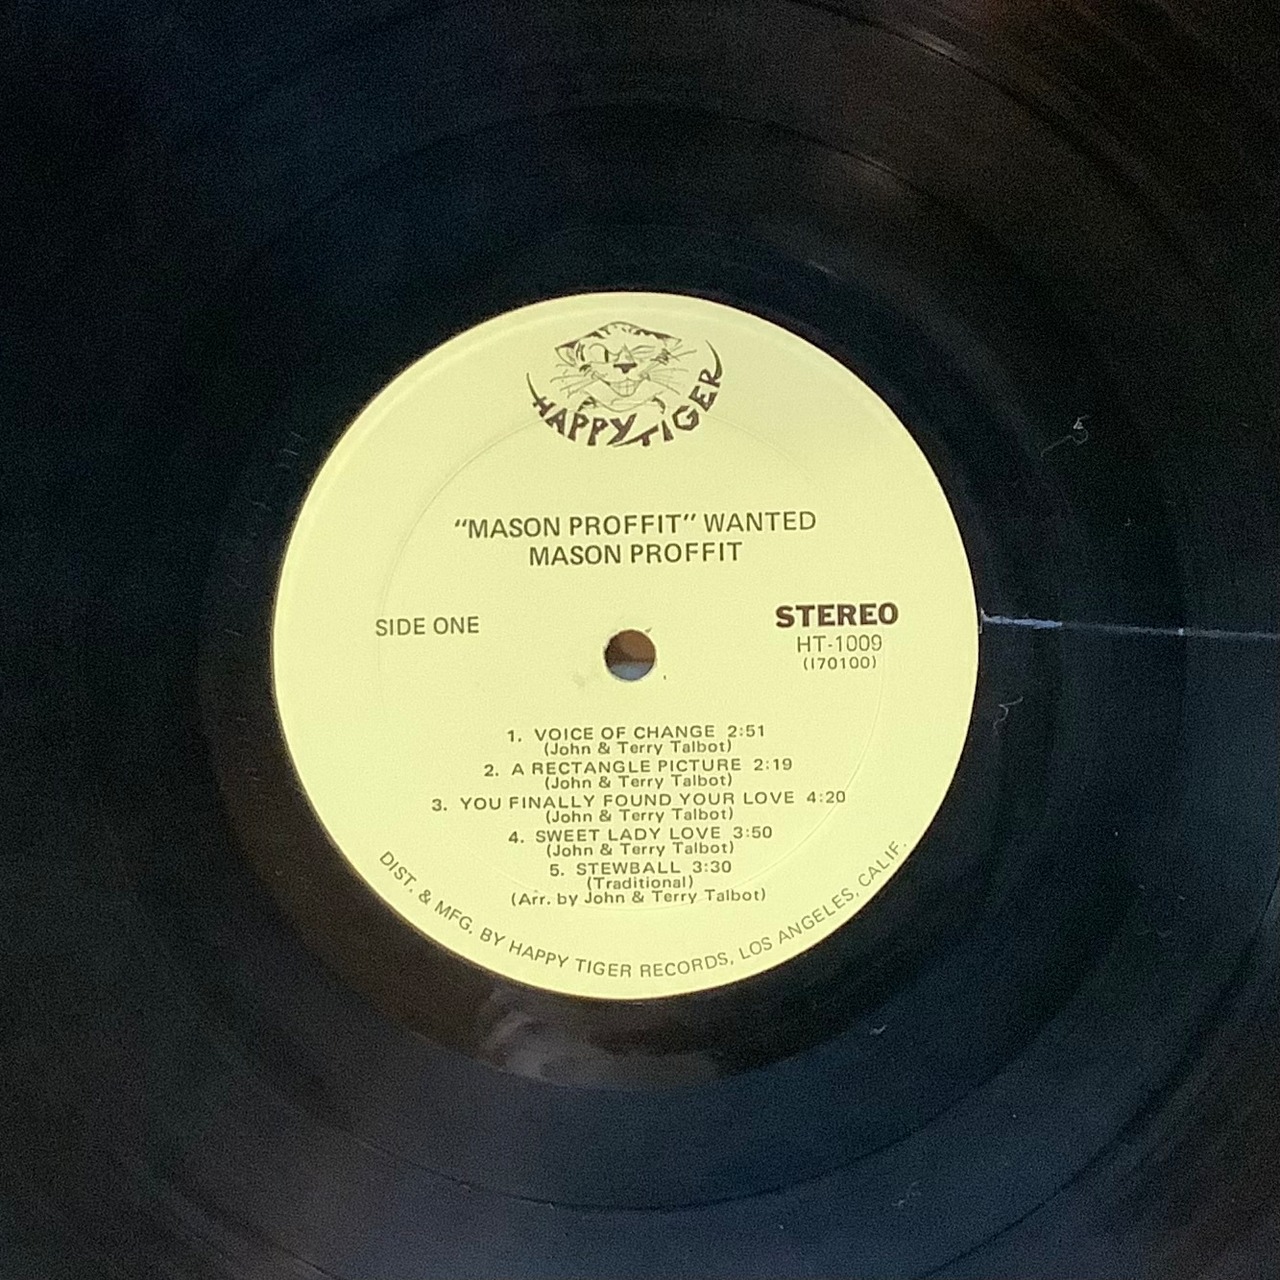 HAPPY TIGER
"MASON PROFFIT" WANTED
MASON PROFFIT
SIDE ONE
STEREO
HT-1009
(170100)
1. VOICE OF CHANGE 2:51
(John & Terry Talbot)
2. A RECTANGLE PICTURE 2:19
(John & Terry Talbot)
3. YOU FINALLY FOUND YOUR LOVE 4:20
(John & Terry Talbot)
4. SWEET LADY LOVE 3:50
(John & Terry Talbot)
5. STEWBALL 3:30
(Traditional)
(Arr. by John & Terry Talbot)
DIST. & MFG. BY HAPPY TIGER RECORDS, LOS ANGELES, CALIF.